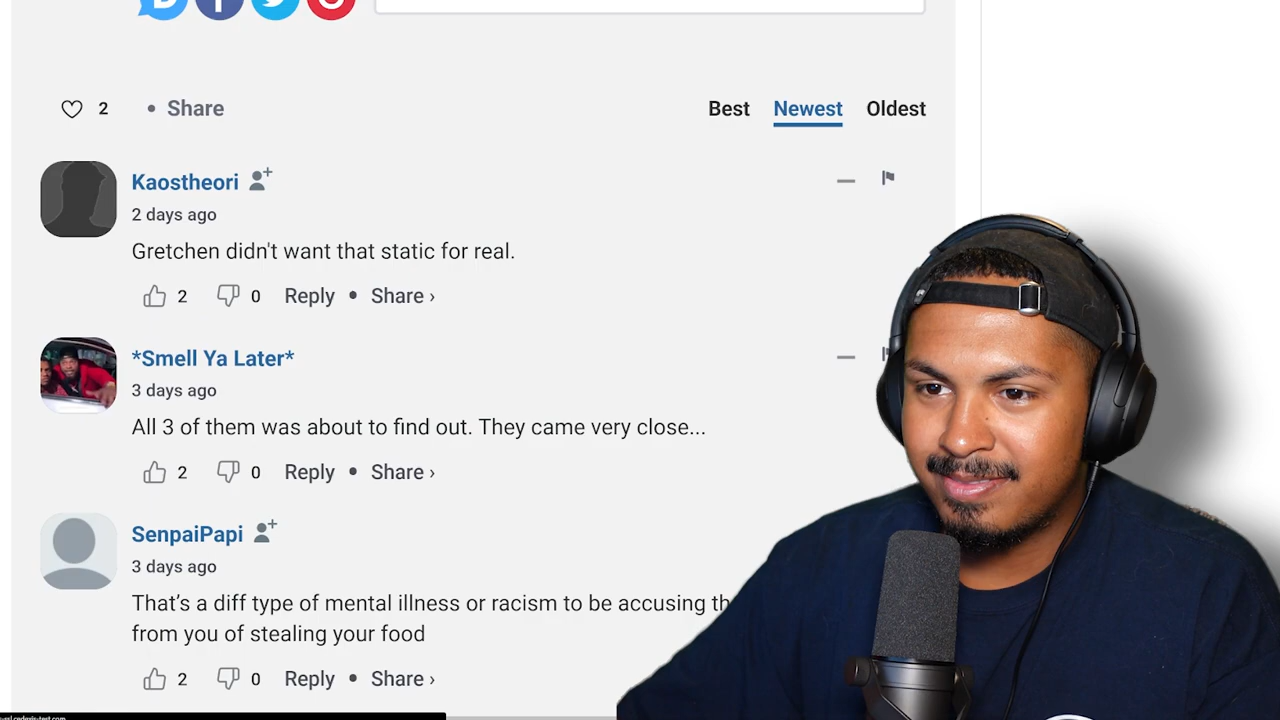 2 • Share
Best Newest Oldest
Kaostheori
2 days ago
Gretchen didn't want that static for real.
2 0 Reply • Share ›
*Smell Ya Later*
3 days ago
All 3 of them was about to find out. They came very close...
2 0 Reply • Share ›
SenpaiPapi
3 days ago
That’s a diff type of mental illness or racism to be accusing
from you of stealing your food
2 0 Reply • Share ›